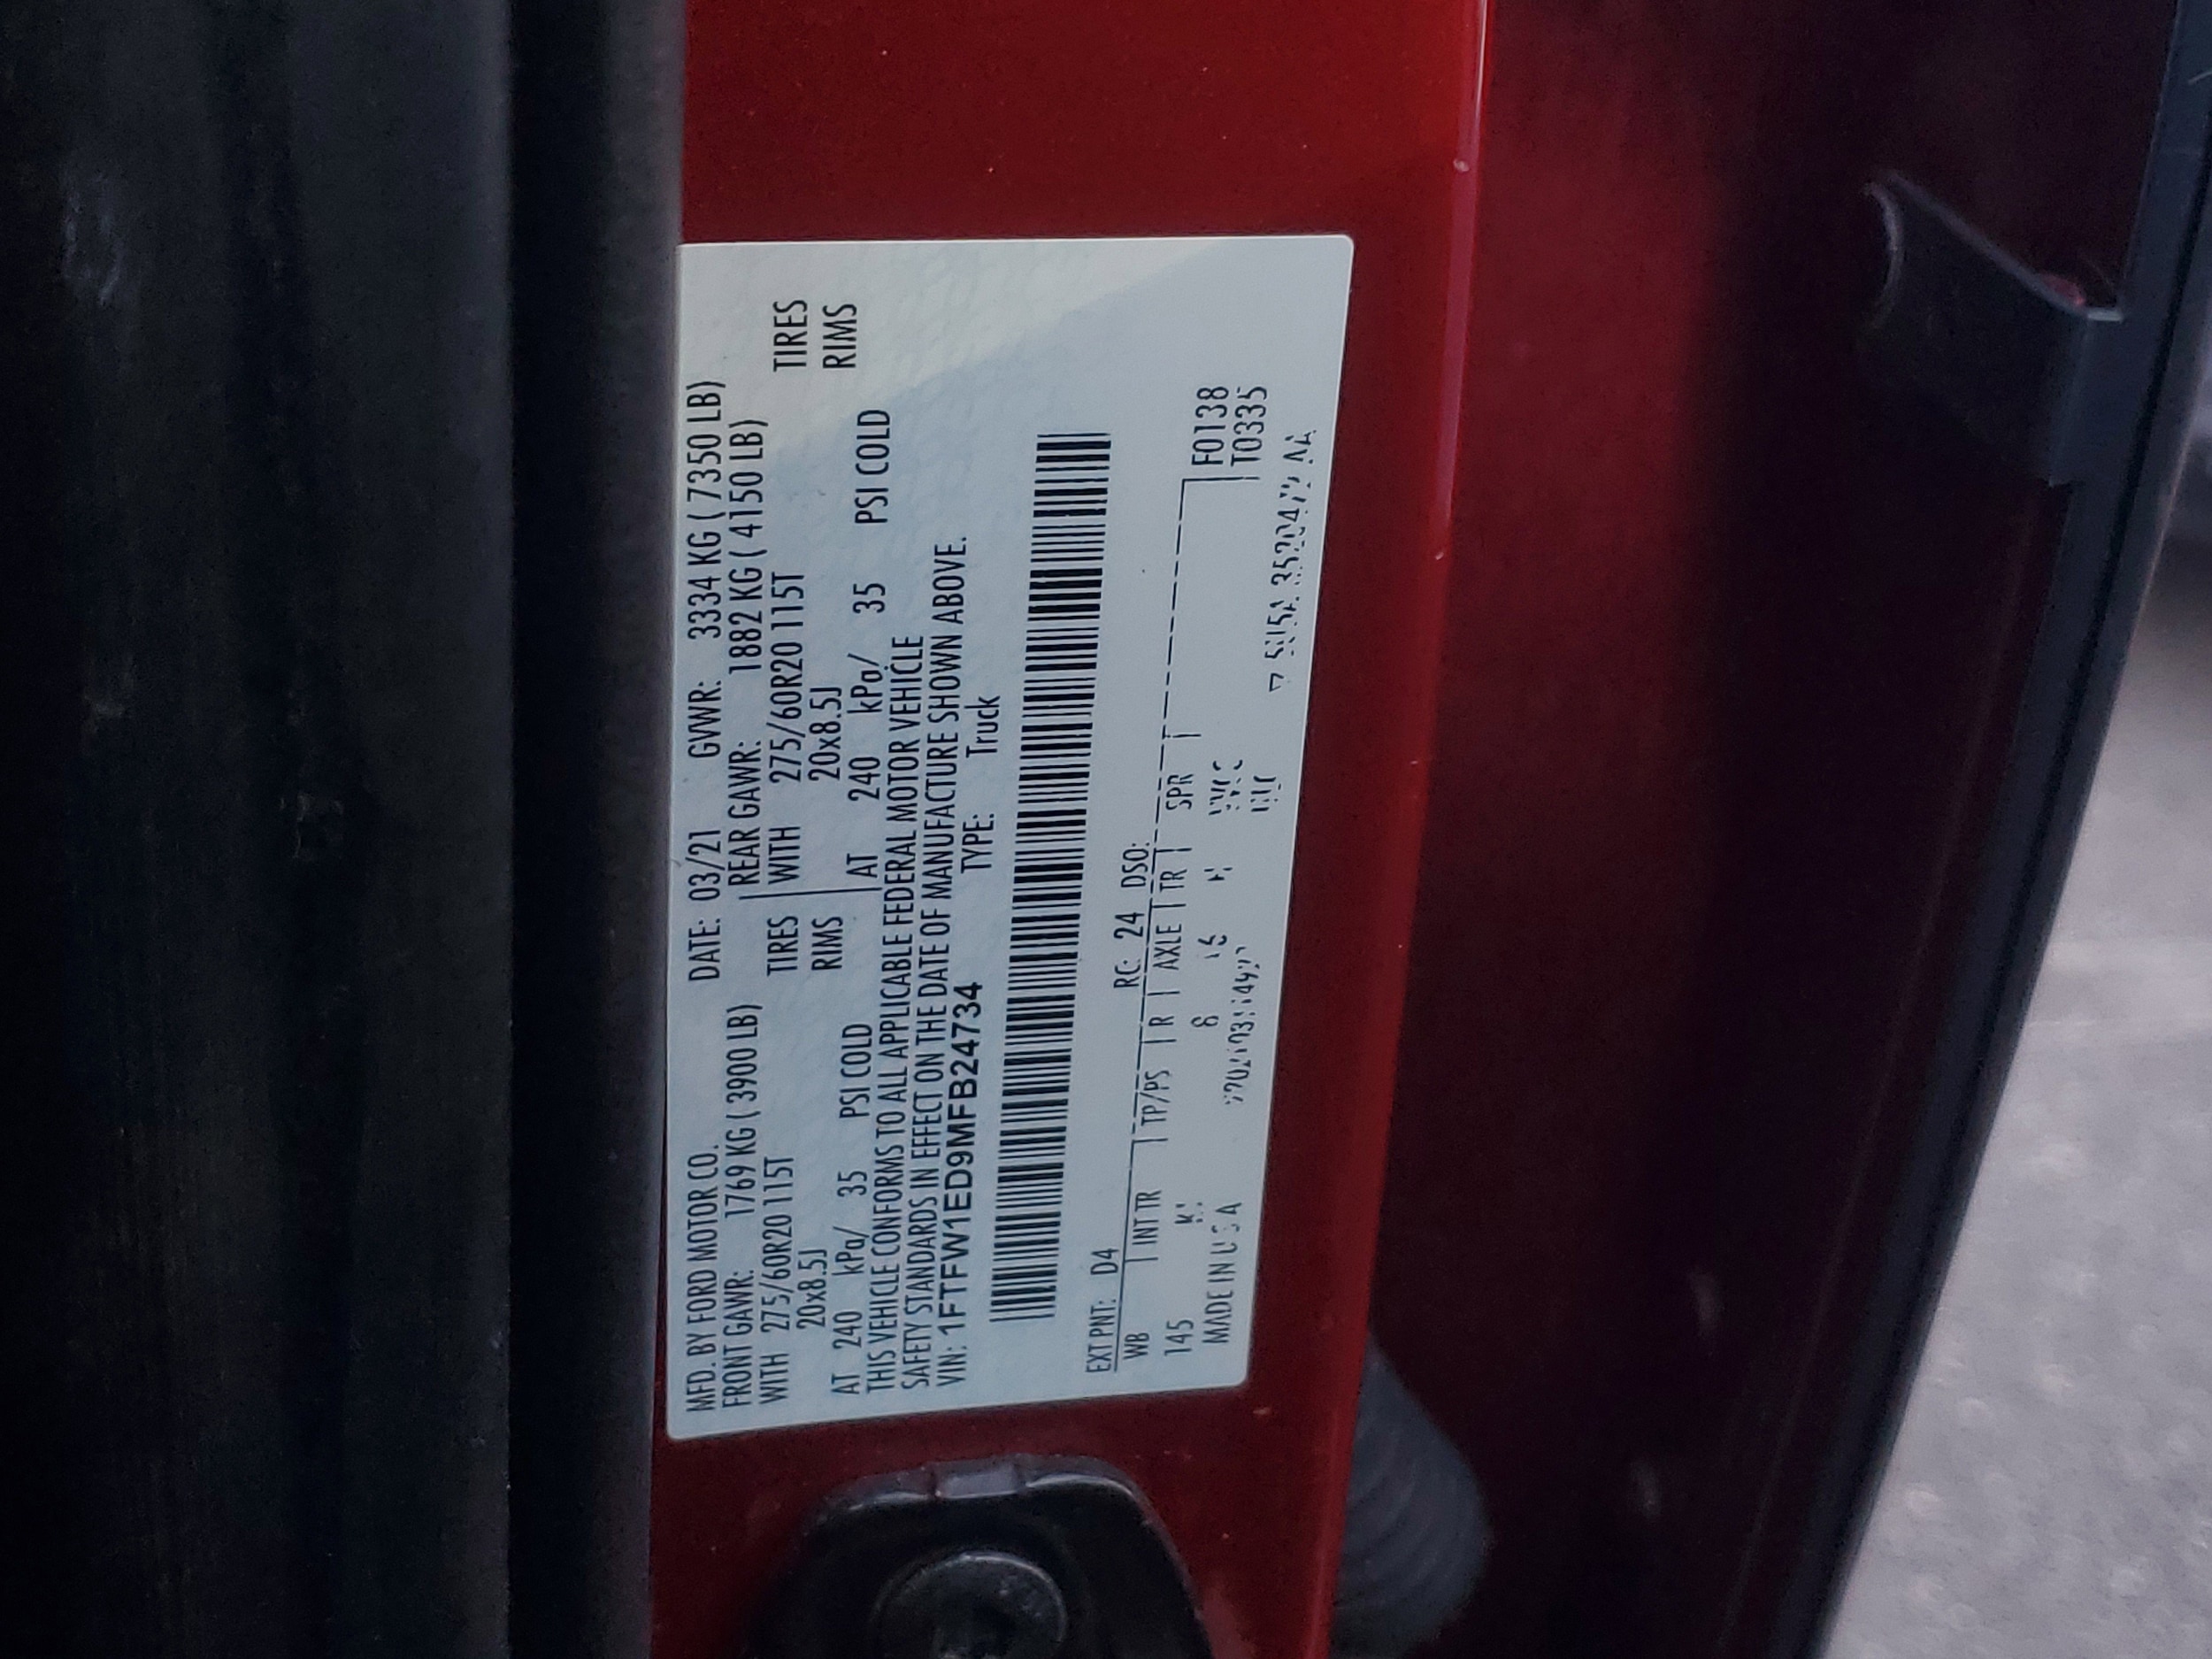 MFD. BY FORD MOTOR CO. DATE: 03/21 GVWR: 3334 KG ( 7350 LB)
FRONT GAWR: 1769 KG ( 3900 LB) REAR GAWR: 1882 KG ( 4150 LB)
WITH 275/60R20 115T TIRES WITH 275/60R20 115T TIRES
20x8.5J RIMS 20x8.5J RIMS
AT 240 kPa/ 35 PSI COLD AT 240 kPa/ 35 PSI COLD
THIS VEHICLE CONFORMS TO ALL APPLICABLE FEDERAL MOTOR VEHICLE
SAFETY STANDARDS IN EFFECT ON THE DATE OF MANUFACTURE SHOWN ABOVE.
VIN: 1FTFW1ED9MFB24734 TYPE: Truck
EXT PNT: D4 RC: 24 DSO:
WB INT TR TP/PS R AXLE TR SPR F0138
145 8 T0335
MADE IN U S A